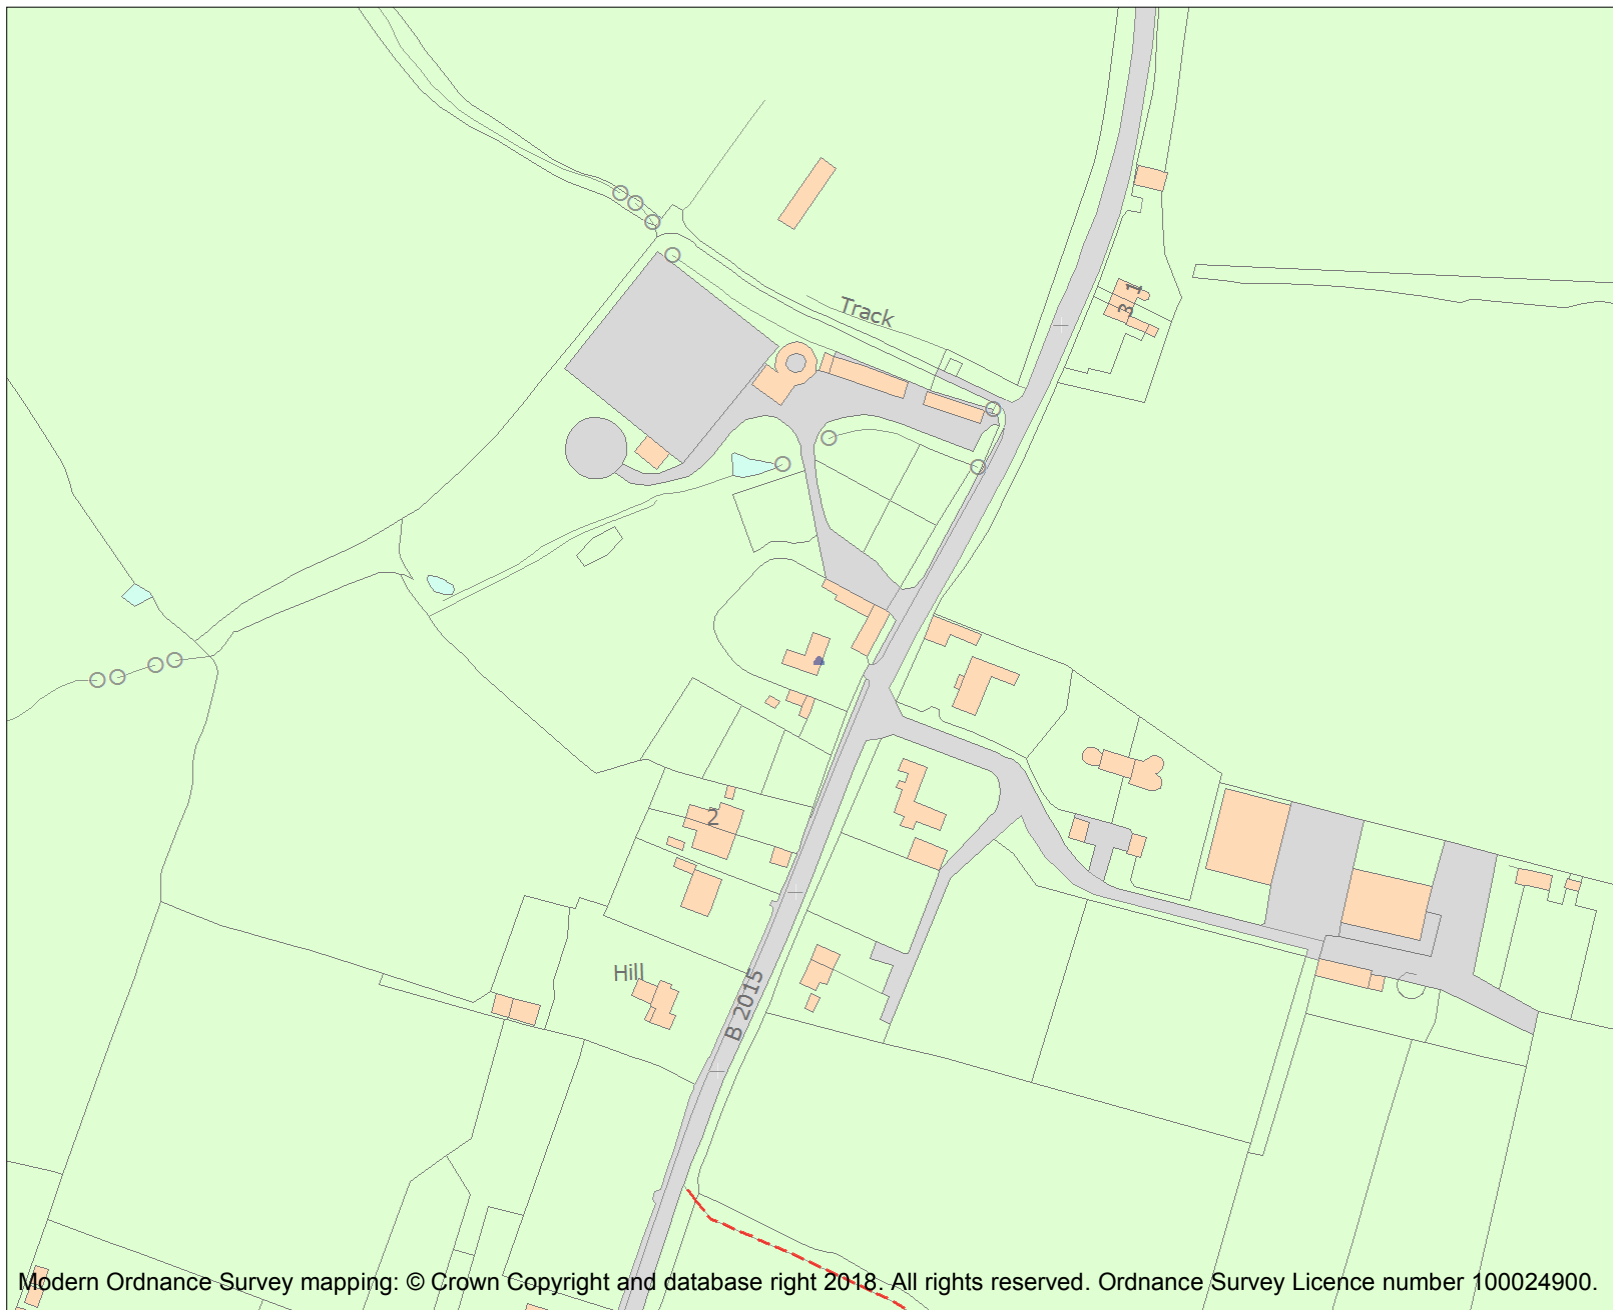 1
3
Track
2
Hill
B 2015
Modern Ordnance Survey mapping: © Crown Copyright and database right 2018. All rights reserved. Ordnance Survey Licence number 100024900.